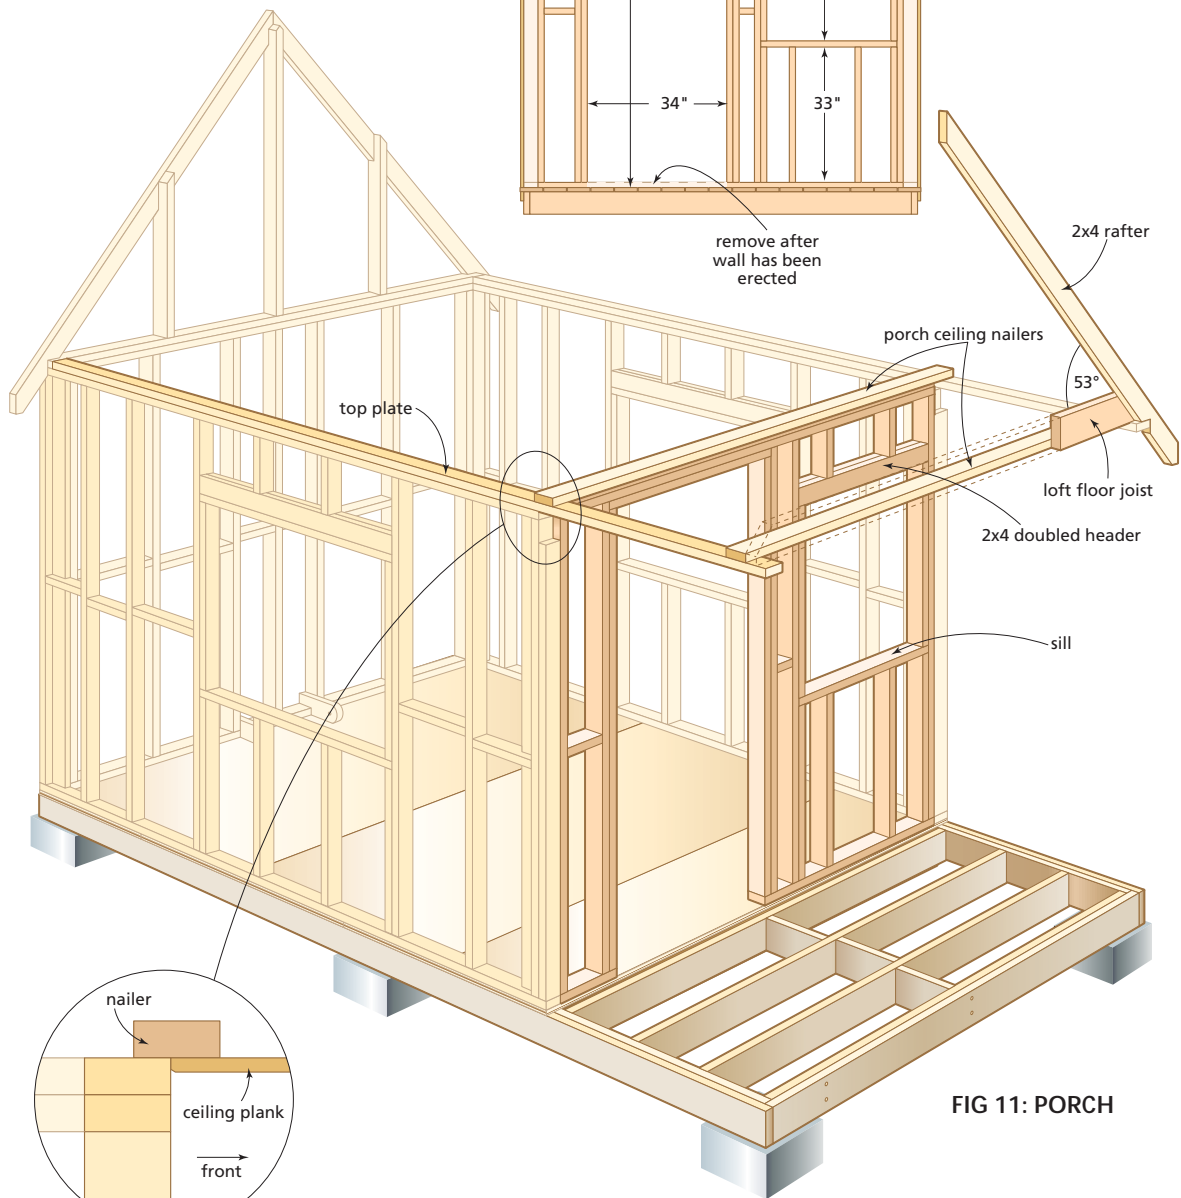 34"
33"
remove after
wall has been
erected
2x4 rafter
porch ceiling nailers
53°
top plate
loft floor joist
2x4 doubled header
sill
nailer
ceiling plank
front
FIG 11: PORCH